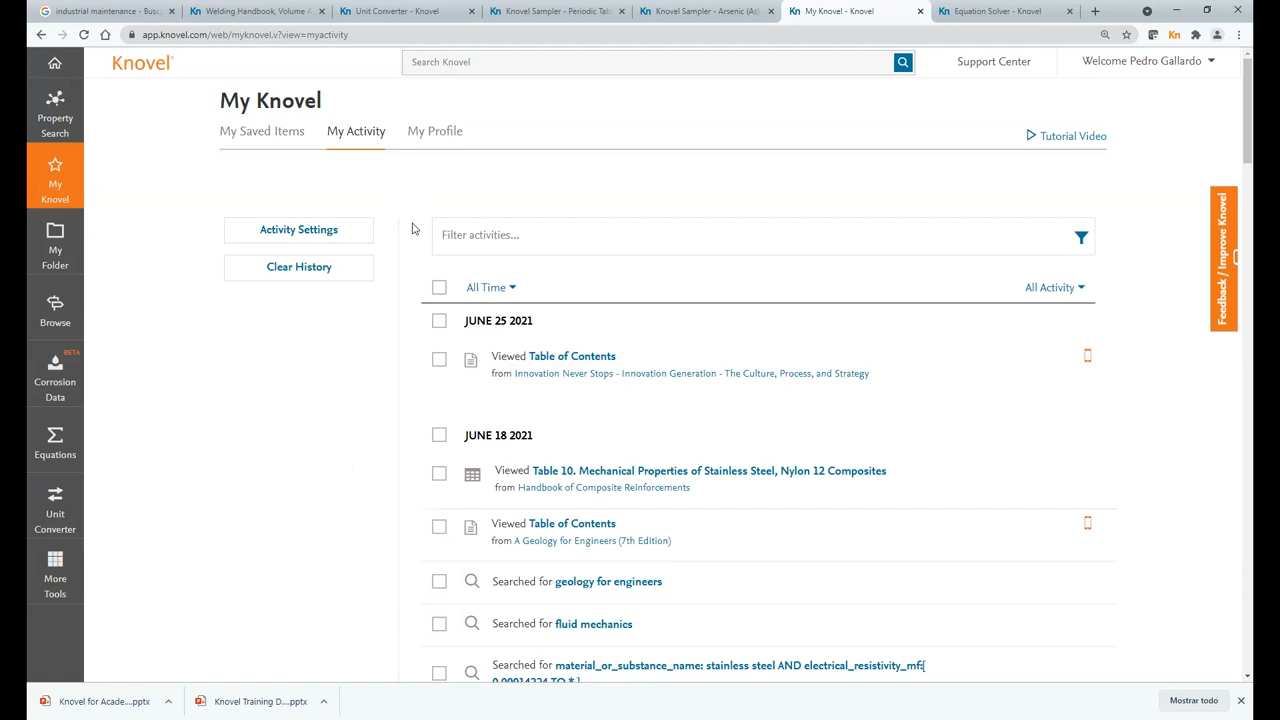 industrial maintenance - Busc
Welding Handbook, Volume
Unit Converter - Knovel
Knovel Sampler - Periodic Tab
Knovel Sampler - Arsenic (As)
My Knovel - Knovel
Equation Solver - Knovel
app.knovel.com/web/myknovel.v?view=myactivity
Knovel
Search Knovel
Support Center
Welcome Pedro Gallardo
Property
Search
My
Knovel
My
Folder
Browse
BETA
Corrosion
Data
Equations
Unit
Converter
More
Tools
My Knovel
My Saved Items
My Activity
My Profile
Tutorial Video
Activity Settings
Clear History
Filter activities...
All Time
All Activity
JUNE 25 2021
Viewed Table of Contents
from Innovation Never Stops - Innovation Generation - The Culture, Process, and Strategy
JUNE 18 2021
Viewed Table 10. Mechanical Properties of Stainless Steel, Nylon 12 Composites
from Handbook of Composite Reinforcements
Viewed Table of Contents
from A Geology for Engineers (7th Edition)
Searched for geology for engineers
Searched for fluid mechanics
Searched for material_or_substance_name: stainless steel AND electrical_resistivity_mf:[
0.00014224 TO *]
Feedback / Improve Knovel
Knovel for Acade....pptx
Knovel Training D....pptx
Mostrar todo